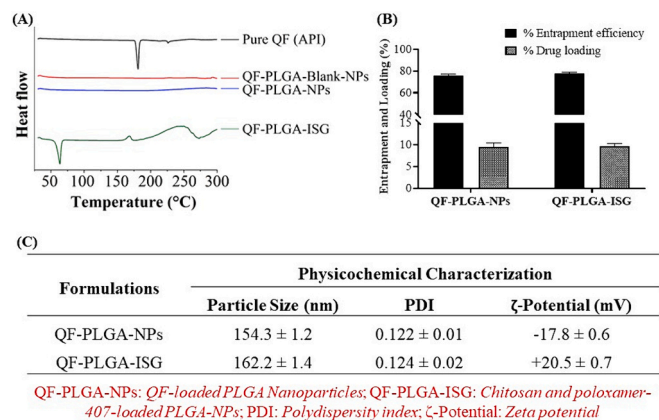 (A)
Pure QF (API)
QF-PLGA-Blank-NPs
QF-PLGA-NPs
QF-PLGA-ISG
Heat flow
50 100 150 200 250 300
Temperature (°C)
(B)
% Entrapment efficiency
% Drug loading
Entrapment and Loading (%)
100
80
60
40
15
10
5
0
QF-PLGA-NPs QF-PLGA-ISG
(C)
Formulations
Physicochemical Characterization
Particle Size (nm) PDI ζ-Potential (mV)
QF-PLGA-NPs 154.3 ± 1.2 0.122 ± 0.01 -17.8 ± 0.6
QF-PLGA-ISG 162.2 ± 1.4 0.124 ± 0.02 +20.5 ± 0.7
QF-PLGA-NPs: QF-loaded PLGA Nanoparticles; QF-PLGA-ISG: Chitosan and poloxamer-
407-loaded PLGA-NPs; PDI: Polydispersity index; ζ-Potential: Zeta potential